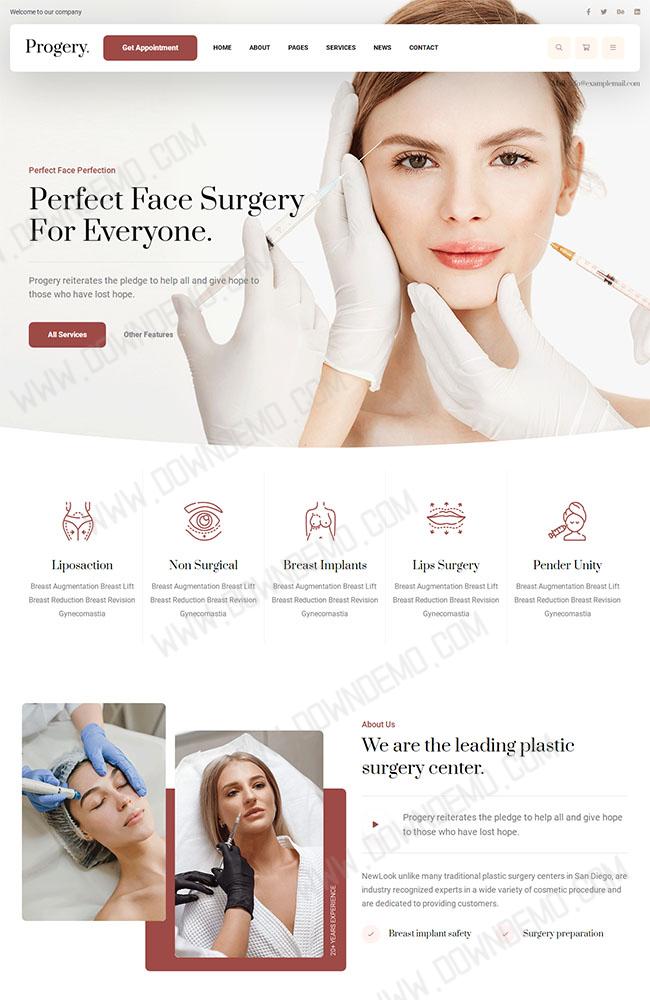 Welcome to our company
Progery.
Get Appointment
HOME ABOUT PAGES SERVICES NEWS CONTACT
Perfect Face Perfection
Perfect Face Surgery
For Everyone.
Progery reiterates the pledge to help all and give hope to
those who have lost hope.
All Services Other Features
Liposaction
Breast Augmentation Breast Lift
Breast Reduction Breast Revision
Gynecomastia
Non Surgical
Breast Augmentation Breast Lift
Breast Reduction Breast Revision
Gynecomastia
Breast Implants
Breast Augmentation Breast Lift
Breast Reduction Breast Revision
Gynecomastia
Lips Surgery
Breast Augmentation Breast Lift
Breast Reduction Breast Revision
Gynecomastia
Pender Unity
Breast Augmentation Breast Lift
Breast Reduction Breast Revision
Gynecomastia
20+ YEARS EXPERIENCE
About Us
We are the leading plastic
surgery center.
Progery reiterates the pledge to help all and give hope
to those who have lost hope.
NewLook unlike many traditional plastic surgery centers in San Diego, are
industry recognized experts in a wide variety of cosmetic procedure and
are dedicated to providing customers.
Breast implant safety Surgery preparation
WWW.DOWNDEMO.COM
WWW.DOWNDEMO.COM
WWW.DOWNDEMO.COM